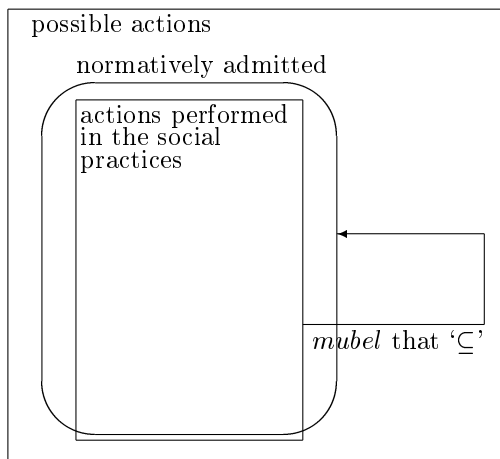 possible actions
normatively admitted
actions performed
in the social
practices
mubel that ‘⊆’